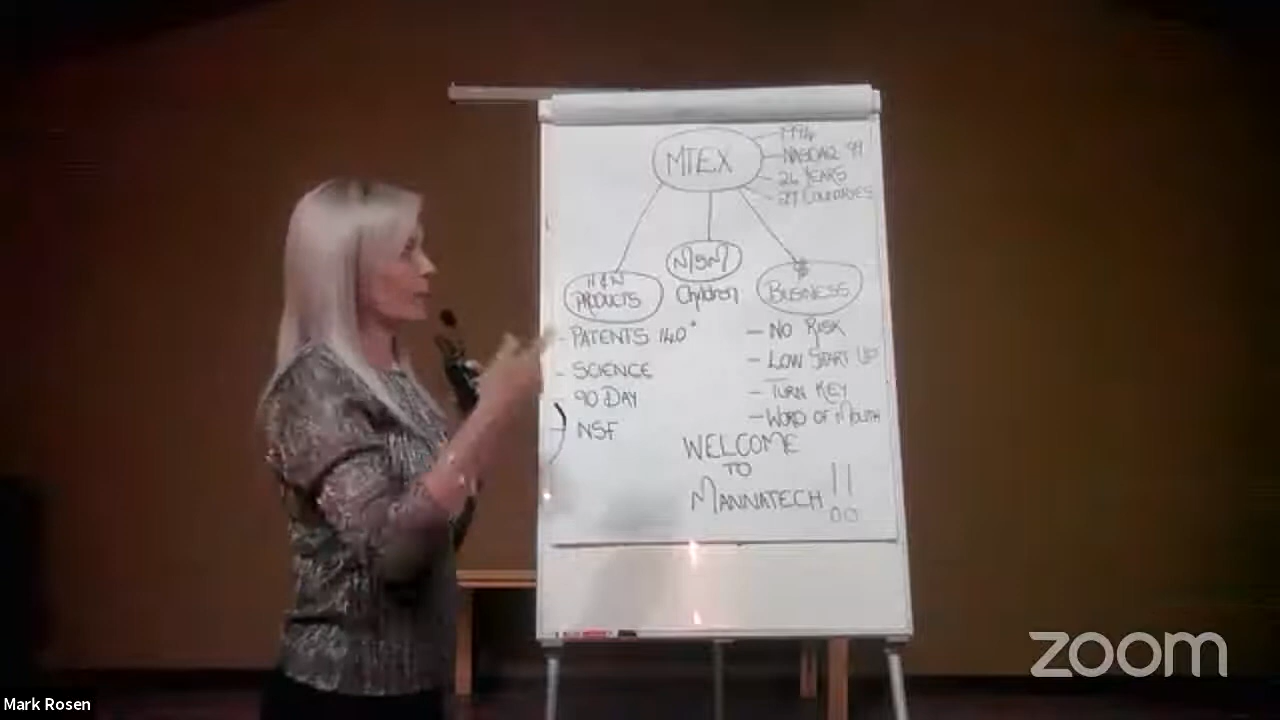 MTEX
1994
NASDAQ 99
26 YEARS
27 COUNTRIES
M5M
Children
PRODUCTS
- PATENTS 140+
- SCIENCE
90 DAY
NSF
$
BUSINESS
- NO RISK
- LOW START UP
- TURN KEY
- WORD OF MOUTH
WELCOME
TO
MANNATECH !!
zoom
Mark Rosen